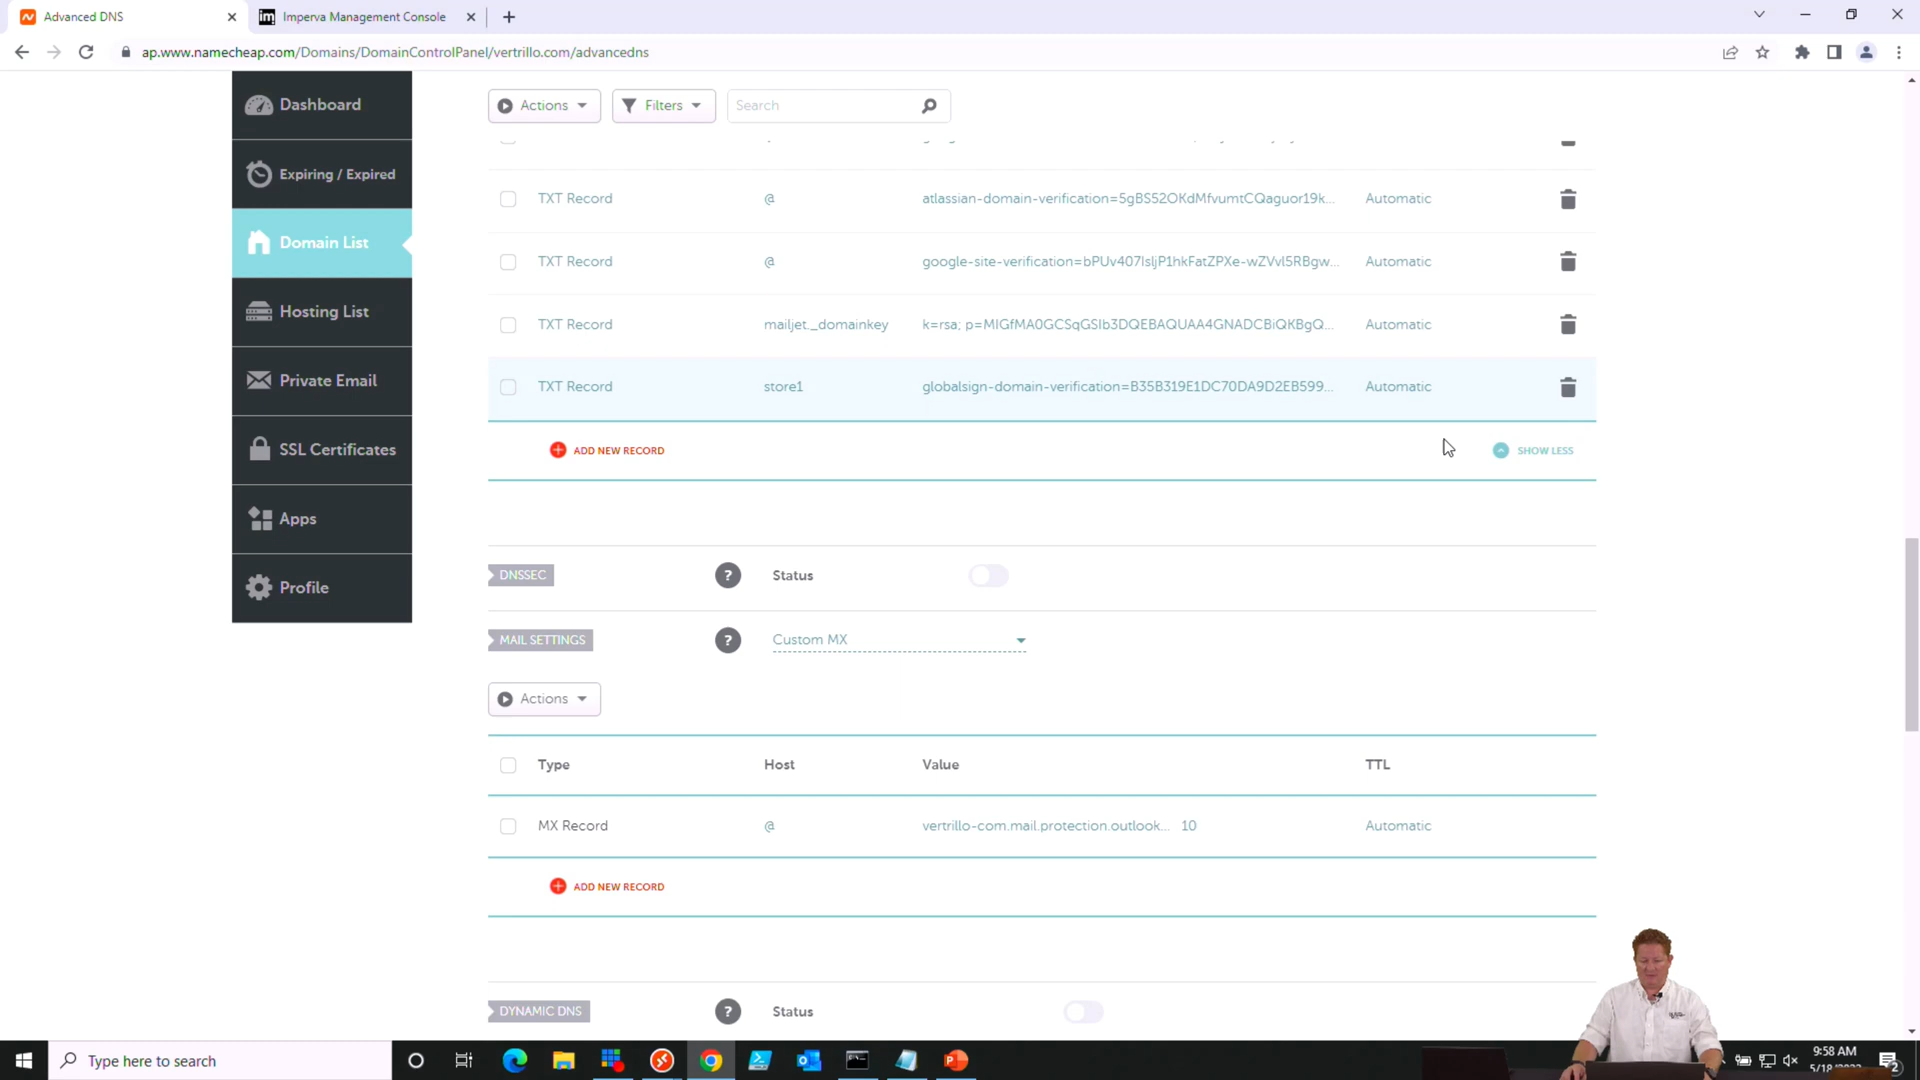 Advanced DNS
Imperva Management Console
ap.www.namecheap.com/Domains/DomainControlPanel/vertrillo.com/advancedns
Dashboard
Expiring / Expired
Domain List
Hosting List
Private Email
SSL Certificates
Apps
Profile
Actions
Filters
Search
TXT Record @ atlassian-domain-verification=5gBS52OKdMfvumtCQaguor19k... Automatic
TXT Record @ google-site-verification=bPUv407IsljP1hkFatZPXe-wZVvl5RBgw... Automatic
TXT Record mailjet._domainkey k=rsa; p=MIGfMA0GCSqGSIb3DQEBAQUAA4GNADCBiQKBgQ... Automatic
TXT Record store1 globalsign-domain-verification=B35B319E1DC70DA9D2EB599... Automatic
ADD NEW RECORD
SHOW LESS
DNSSEC ? Status
MAIL SETTINGS ? Custom MX
Actions
Type Host Value TTL
MX Record @ vertrillo-com.mail.protection.outlook... 10 Automatic
ADD NEW RECORD
DYNAMIC DNS ? Status
Type here to search
9:58 AM
2